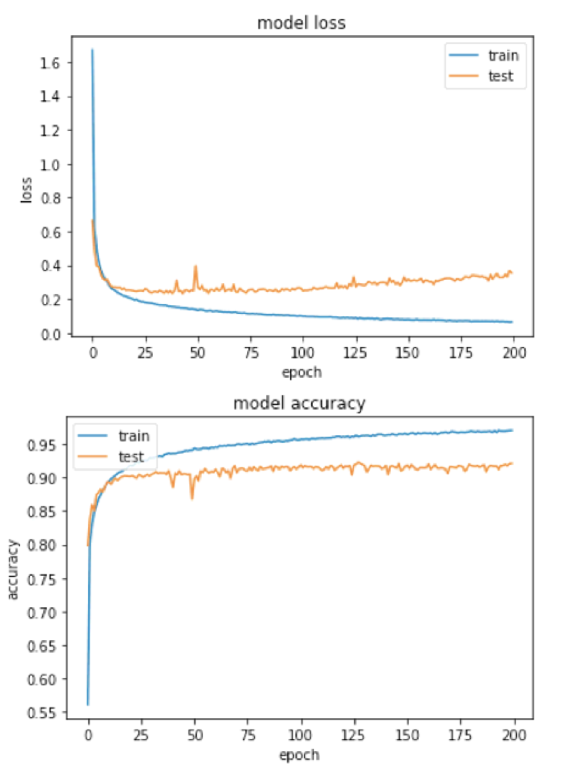 model loss
train
test
1.6
1.4
1.2
1.0
0.8
0.6
0.4
0.2
0.0
loss
0 25 50 75 100 125 150 175 200
epoch
model accuracy
train
test
0.95
0.90
0.85
0.80
0.75
0.70
0.65
0.60
0.55
accuracy
0 25 50 75 100 125 150 175 200
epoch